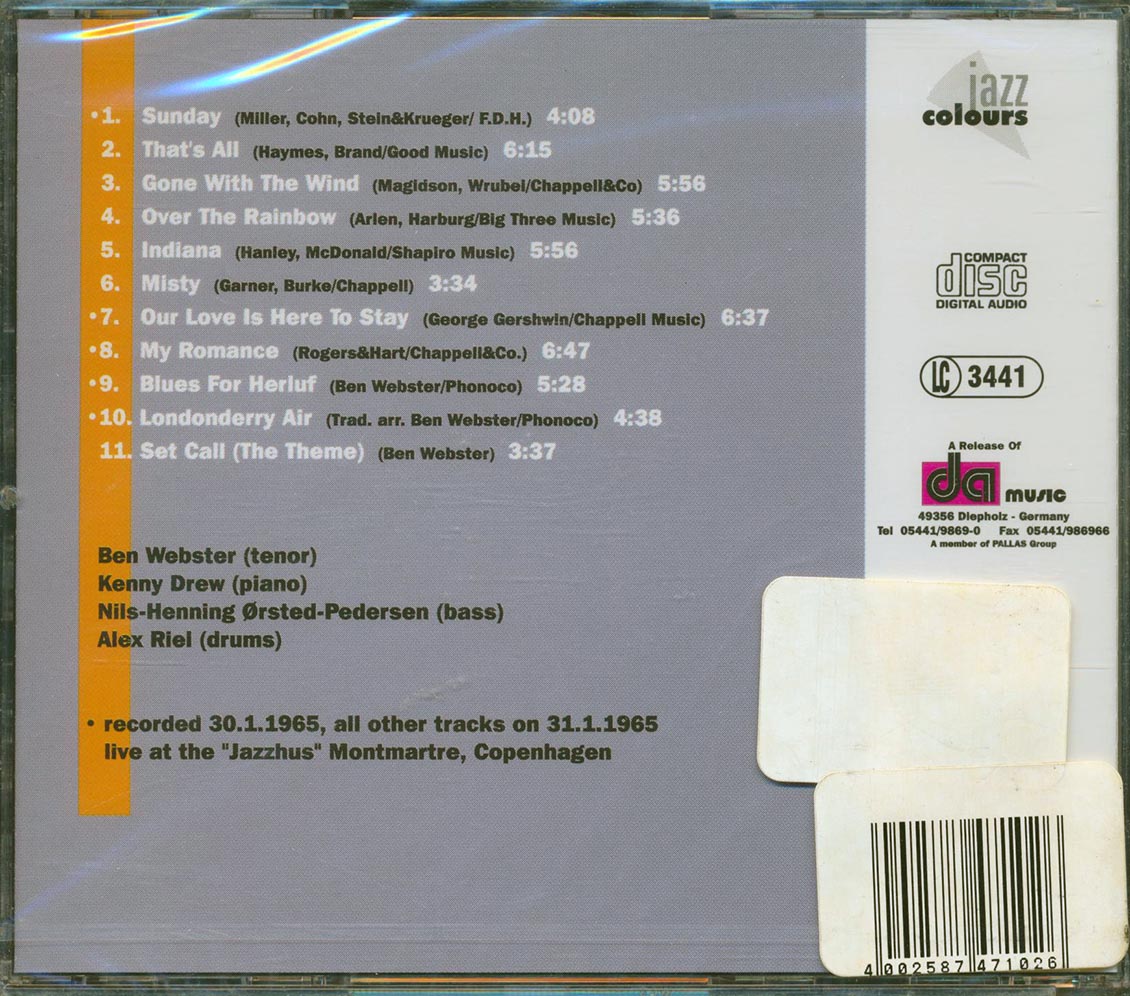 •1. Sunday (Miller, Cohn, Stein&Krueger/ F.D.H.) 4:08
2. That's All (Haymes, Brand/Good Music) 6:15
3. Gone With The Wind (Magidson, Wrubel/Chappell&Co) 5:56
4. Over The Rainbow (Arlen, Harburg/Big Three Music) 5:36
5. Indiana (Hanley, McDonald/Shapiro Music) 5:56
6. Misty (Garner, Burke/Chappell) 3:34
•7. Our Love Is Here To Stay (George Gershwin/Chappell Music) 6:37
•8. My Romance (Rogers&Hart/Chappell&Co.) 6:47
•9. Blues For Herluf (Ben Webster/Phonoco) 5:28
•10. Londonderry Air (Trad. arr. Ben Webster/Phonoco) 4:38
11. Set Call (The Theme) (Ben Webster) 3:37
Ben Webster (tenor)
Kenny Drew (piano)
Nils-Henning Ørsted-Pedersen (bass)
Alex Riel (drums)
• recorded 30.1.1965, all other tracks on 31.1.1965
live at the "Jazzhus" Montmartre, Copenhagen
jazz
colours
COMPACT
disc
DIGITAL AUDIO
LC 3441
A Release Of
da music
49356 Diepholz - Germany
Tel 05441/9869-0 Fax 05441/986966
A member of PALLAS Group
4 002587 471026